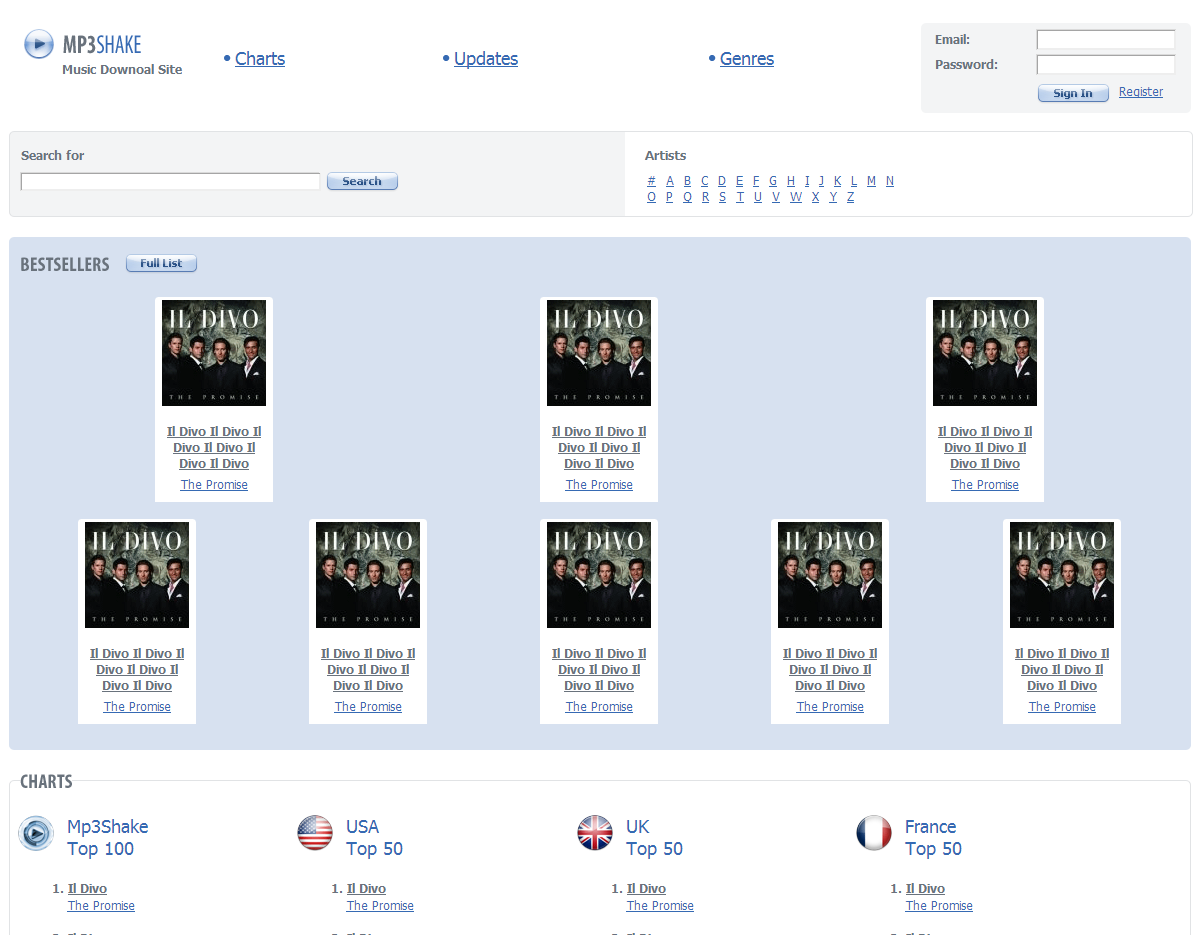 MP3SHAKE
Music Downoal Site
• Charts
• Updates
• Genres
Email:
Password:
Sign In Register
Search for
Search
Artists
# A B C D E F G H I J K L M N
O P Q R S T U V W X Y Z
BESTSELLERS Full List
IL DIVO
THE PROMISE
Il Divo Il Divo Il
Divo Il Divo Il
Divo Il Divo
The Promise
IL DIVO
THE PROMISE
Il Divo Il Divo Il
Divo Il Divo Il
Divo Il Divo
The Promise
IL DIVO
THE PROMISE
Il Divo Il Divo Il
Divo Il Divo Il
Divo Il Divo
The Promise
IL DIVO
THE PROMISE
Il Divo Il Divo Il
Divo Il Divo Il
Divo Il Divo
The Promise
IL DIVO
THE PROMISE
Il Divo Il Divo Il
Divo Il Divo Il
Divo Il Divo
The Promise
IL DIVO
THE PROMISE
Il Divo Il Divo Il
Divo Il Divo Il
Divo Il Divo
The Promise
IL DIVO
THE PROMISE
Il Divo Il Divo Il
Divo Il Divo Il
Divo Il Divo
The Promise
IL DIVO
THE PROMISE
Il Divo Il Divo Il
Divo Il Divo Il
Divo Il Divo
The Promise
CHARTS
Mp3Shake
Top 100
1. Il Divo
The Promise
USA
Top 50
1. Il Divo
The Promise
UK
Top 50
1. Il Divo
The Promise
France
Top 50
1. Il Divo
The Promise